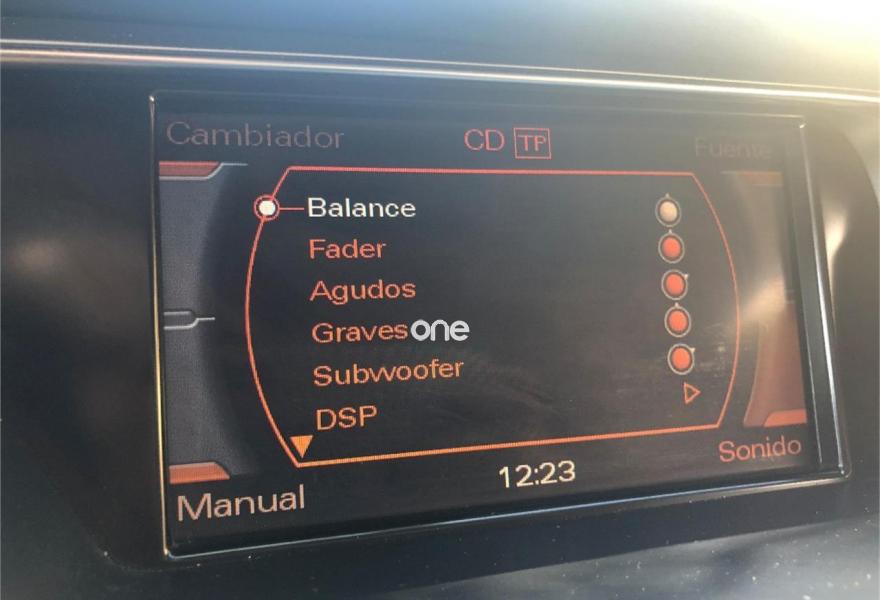 Cambiador CD TP Fuente
Balance
Fader
Agudos
Graves
one
Subwoofer
DSP
Manual 12:23 Sonido